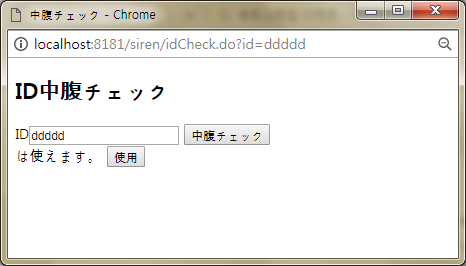 中腹チェック - Chrome
localhost:8181/siren/idCheck.do?id=ddddd
ID中腹チェック
ID ddddd 中腹チェック
は使えます。 使用